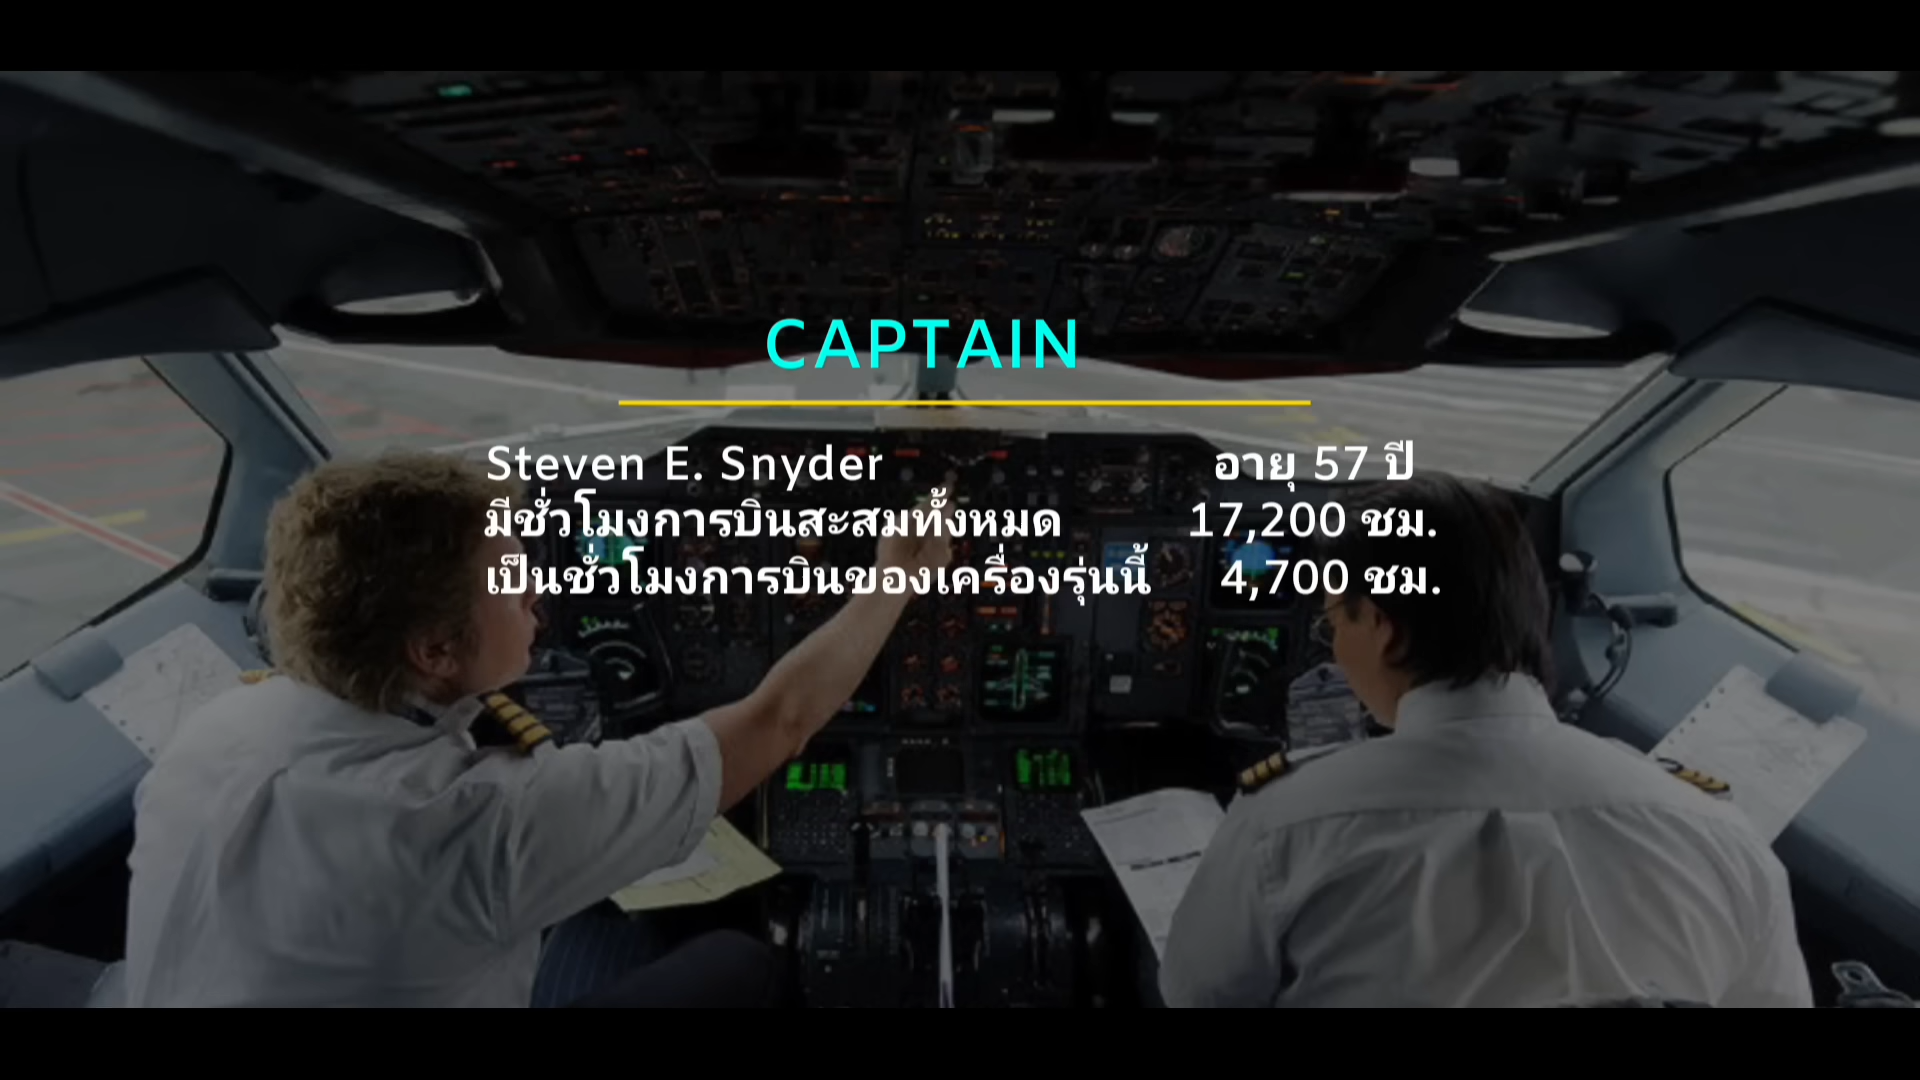 CAPTAIN
Steven E. Snyder อายุ 57 ปี
มีชั่วโมงการบินสะสมทั้งหมด 17,200 ชม.
เป็นชั่วโมงการบินของเครื่องรุ่นนี้ 4,700 ชม.